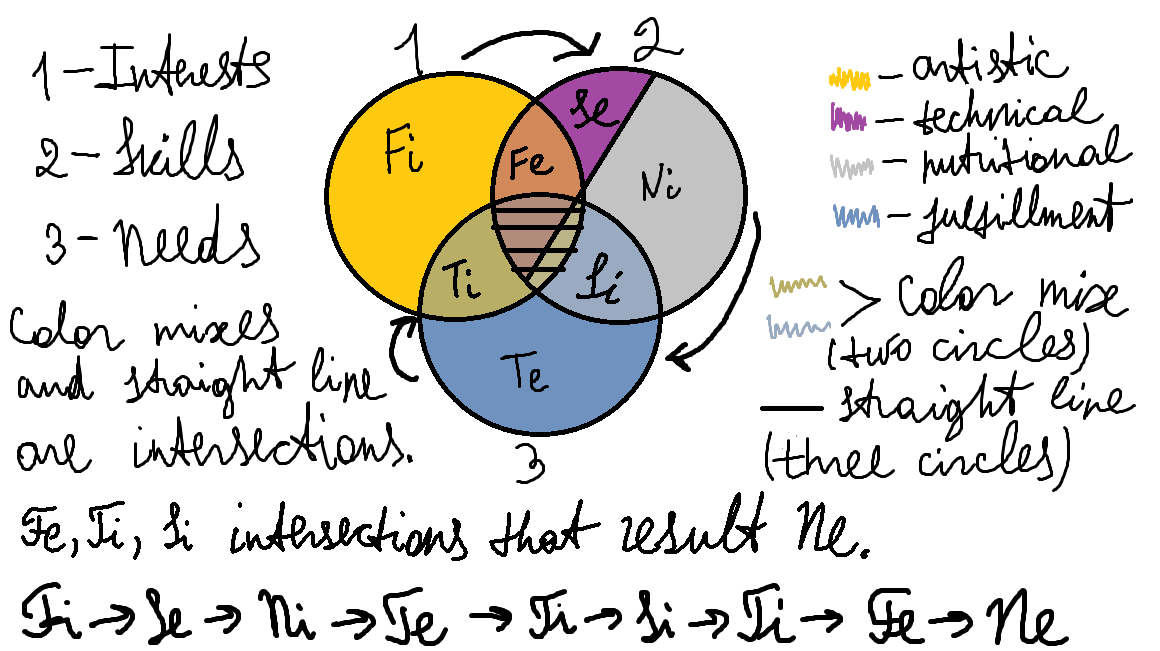 1
2
1 - Interests
2 - Skills
3 - Needs
Fi
Se
Fe
Ni
Ti
Si
Te
3
- artistic
- technical
- nutritional
- fulfillment
> Color mix
(two circles)
— straight line
(three circles)
Color mixes
and straight line
are intersections.
Fe, Ti, Si intersections that result Ne.
Fi → Se → Ni → Te → Ti → Si → Ti → Fe → Ne